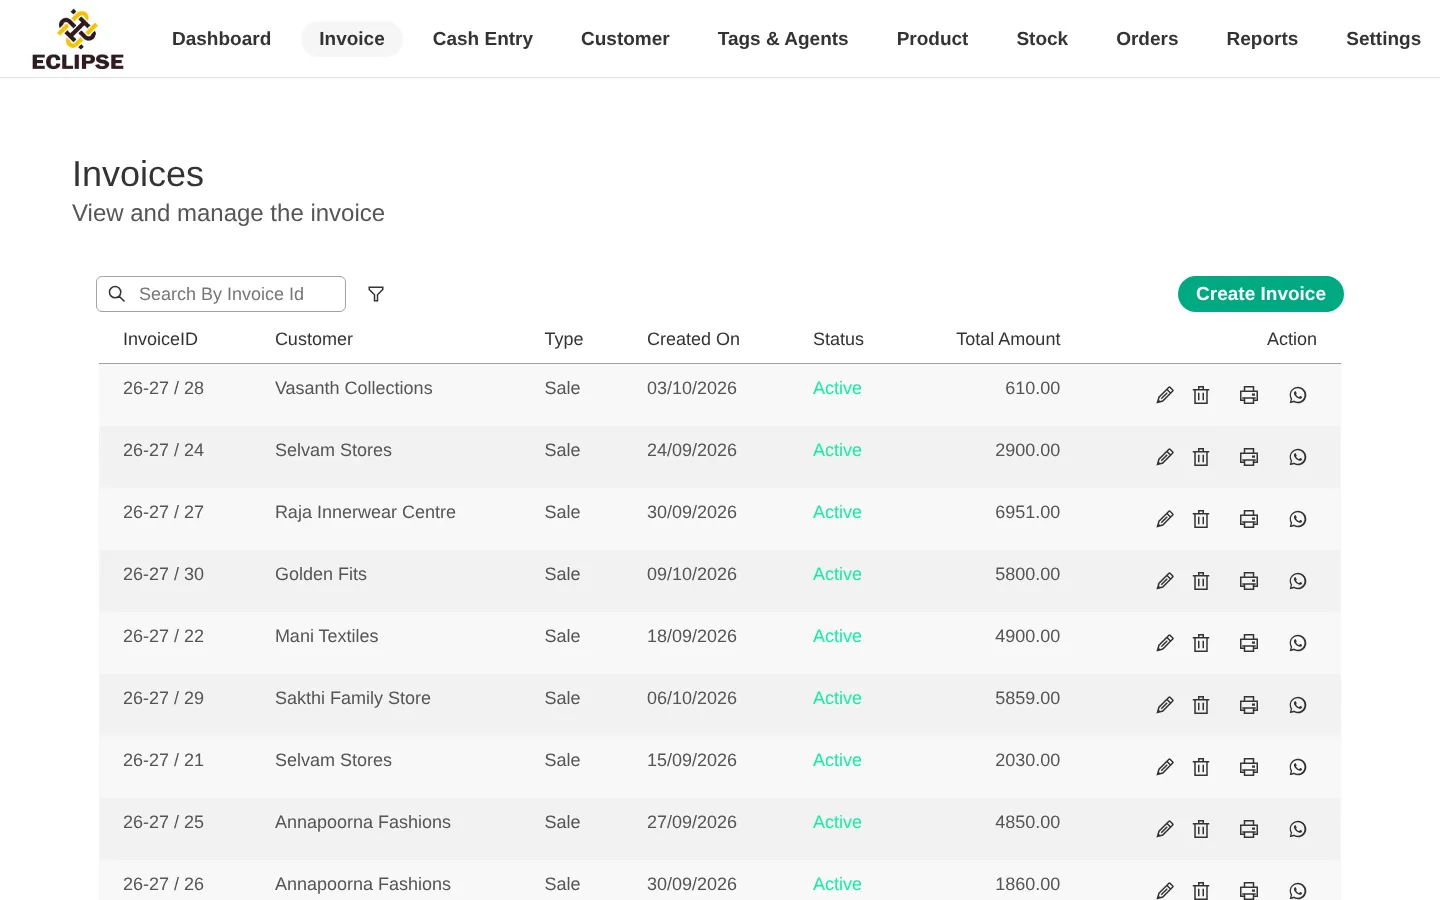 ECLIPSE
Dashboard Invoice Cash Entry Customer Tags & Agents Product Stock Orders Reports Settings
Invoices
View and manage the invoice
Search By Invoice Id Create Invoice
InvoiceID Customer Type Created On Status Total Amount Action
26-27 / 28 Vasanth Collections Sale 03/10/2026 Active 610.00
26-27 / 24 Selvam Stores Sale 24/09/2026 Active 2900.00
26-27 / 27 Raja Innerwear Centre Sale 30/09/2026 Active 6951.00
26-27 / 30 Golden Fits Sale 09/10/2026 Active 5800.00
26-27 / 22 Mani Textiles Sale 18/09/2026 Active 4900.00
26-27 / 29 Sakthi Family Store Sale 06/10/2026 Active 5859.00
26-27 / 21 Selvam Stores Sale 15/09/2026 Active 2030.00
26-27 / 25 Annapoorna Fashions Sale 27/09/2026 Active 4850.00
26-27 / 26 Annapoorna Fashions Sale 30/09/2026 Active 1860.00